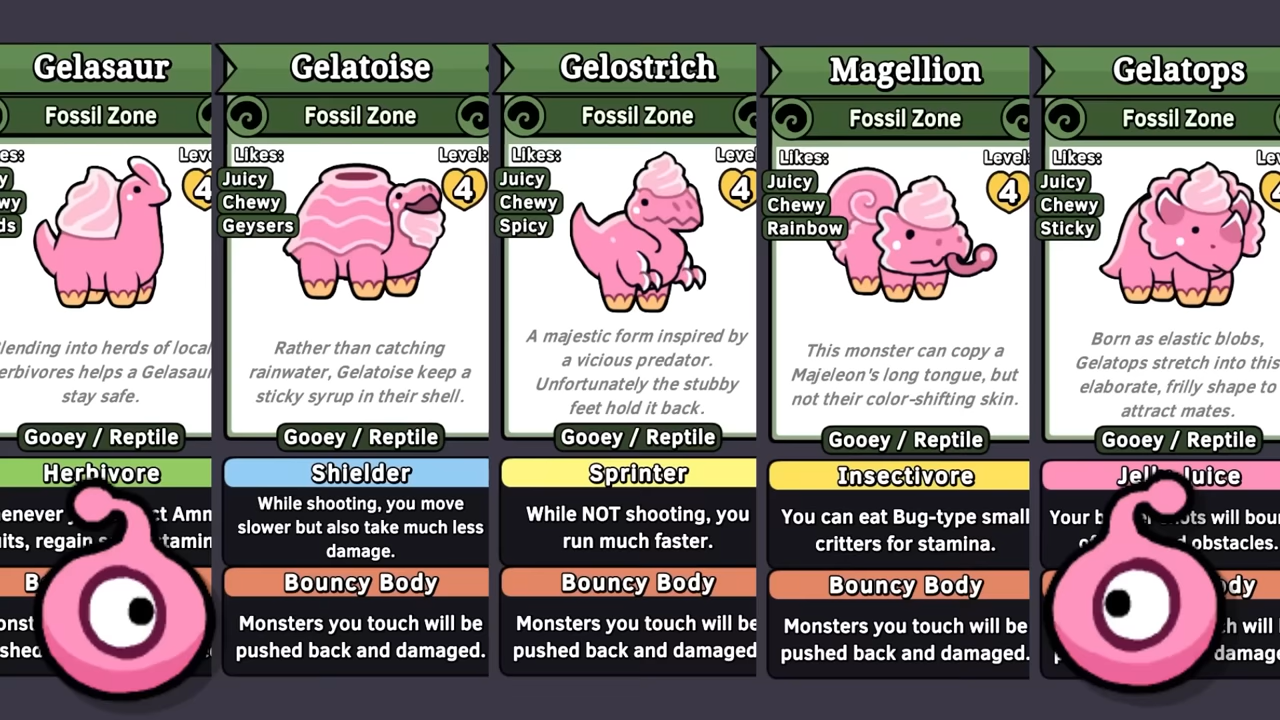 Gelasaur
Fossil Zone
Level
4
lending into herds of local
erbivores helps a Gelasaur
stay safe.
Gooey / Reptile
Herbivore
Gelatoise
Fossil Zone
Likes:
Level:
Juicy
Chewy
Geysers
4
Rather than catching
rainwater, Gelatoise keep a
sticky syrup in their shell.
Gooey / Reptile
Shielder
While shooting, you move
slower but also take much less
damage.
Bouncy Body
Monsters you touch will be
pushed back and damaged.
Gelostrich
Fossil Zone
Likes:
Level
Juicy
Chewy
Spicy
4
A majestic form inspired by
a vicious predator.
Unfortunately the stubby
feet hold it back.
Gooey / Reptile
Sprinter
While NOT shooting, you
run much faster.
Bouncy Body
Monsters you touch will be
pushed back and damaged
Magellion
Fossil Zone
Likes:
Level:
Juicy
Chewy
Rainbow
4
This monster can copy a
Majeleon's long tongue, but
not their color-shifting skin.
Gooey / Reptile
Insectivore
You can eat Bug-type small
critters for stamina.
Bouncy Body
Monsters you touch will be
pushed back and damaged.
Gelatops
Fossil Zone
Likes:
Juicy
Chewy
Sticky
Born as elastic blobs,
Gelatops stretch into this
elaborate, frilly shape to
attract mates.
Gooey / Reptile
Juice
Your will bou
obstacles.